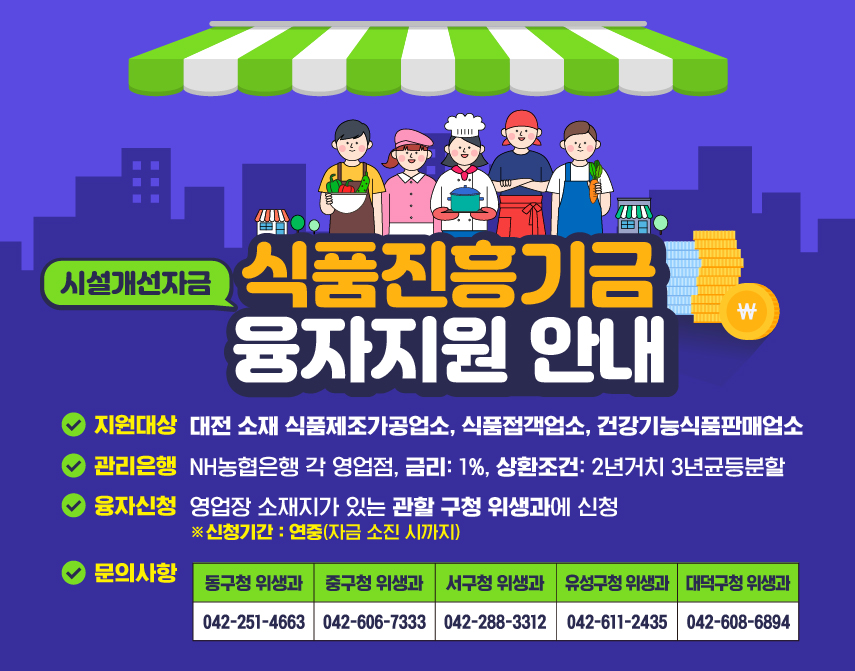 시설개선자금
식품진흥기금
융자지원 안내
₩
지원대상 대전 소재 식품제조가공업소, 식품접객업소, 건강기능식품판매업소
관리은행 NH농협은행 각 영업점, 금리: 1%, 상환조건: 2년거치 3년균등분할
융자신청 영업장 소재지가 있는 관할 구청 위생과에 신청
※신청기간 : 연중(자금 소진 시까지)
문의사항
동구청 위생과 중구청 위생과 서구청 위생과 유성구청 위생과 대덕구청 위생과
042-251-4663 042-606-7333 042-288-3312 042-611-2435 042-608-6894